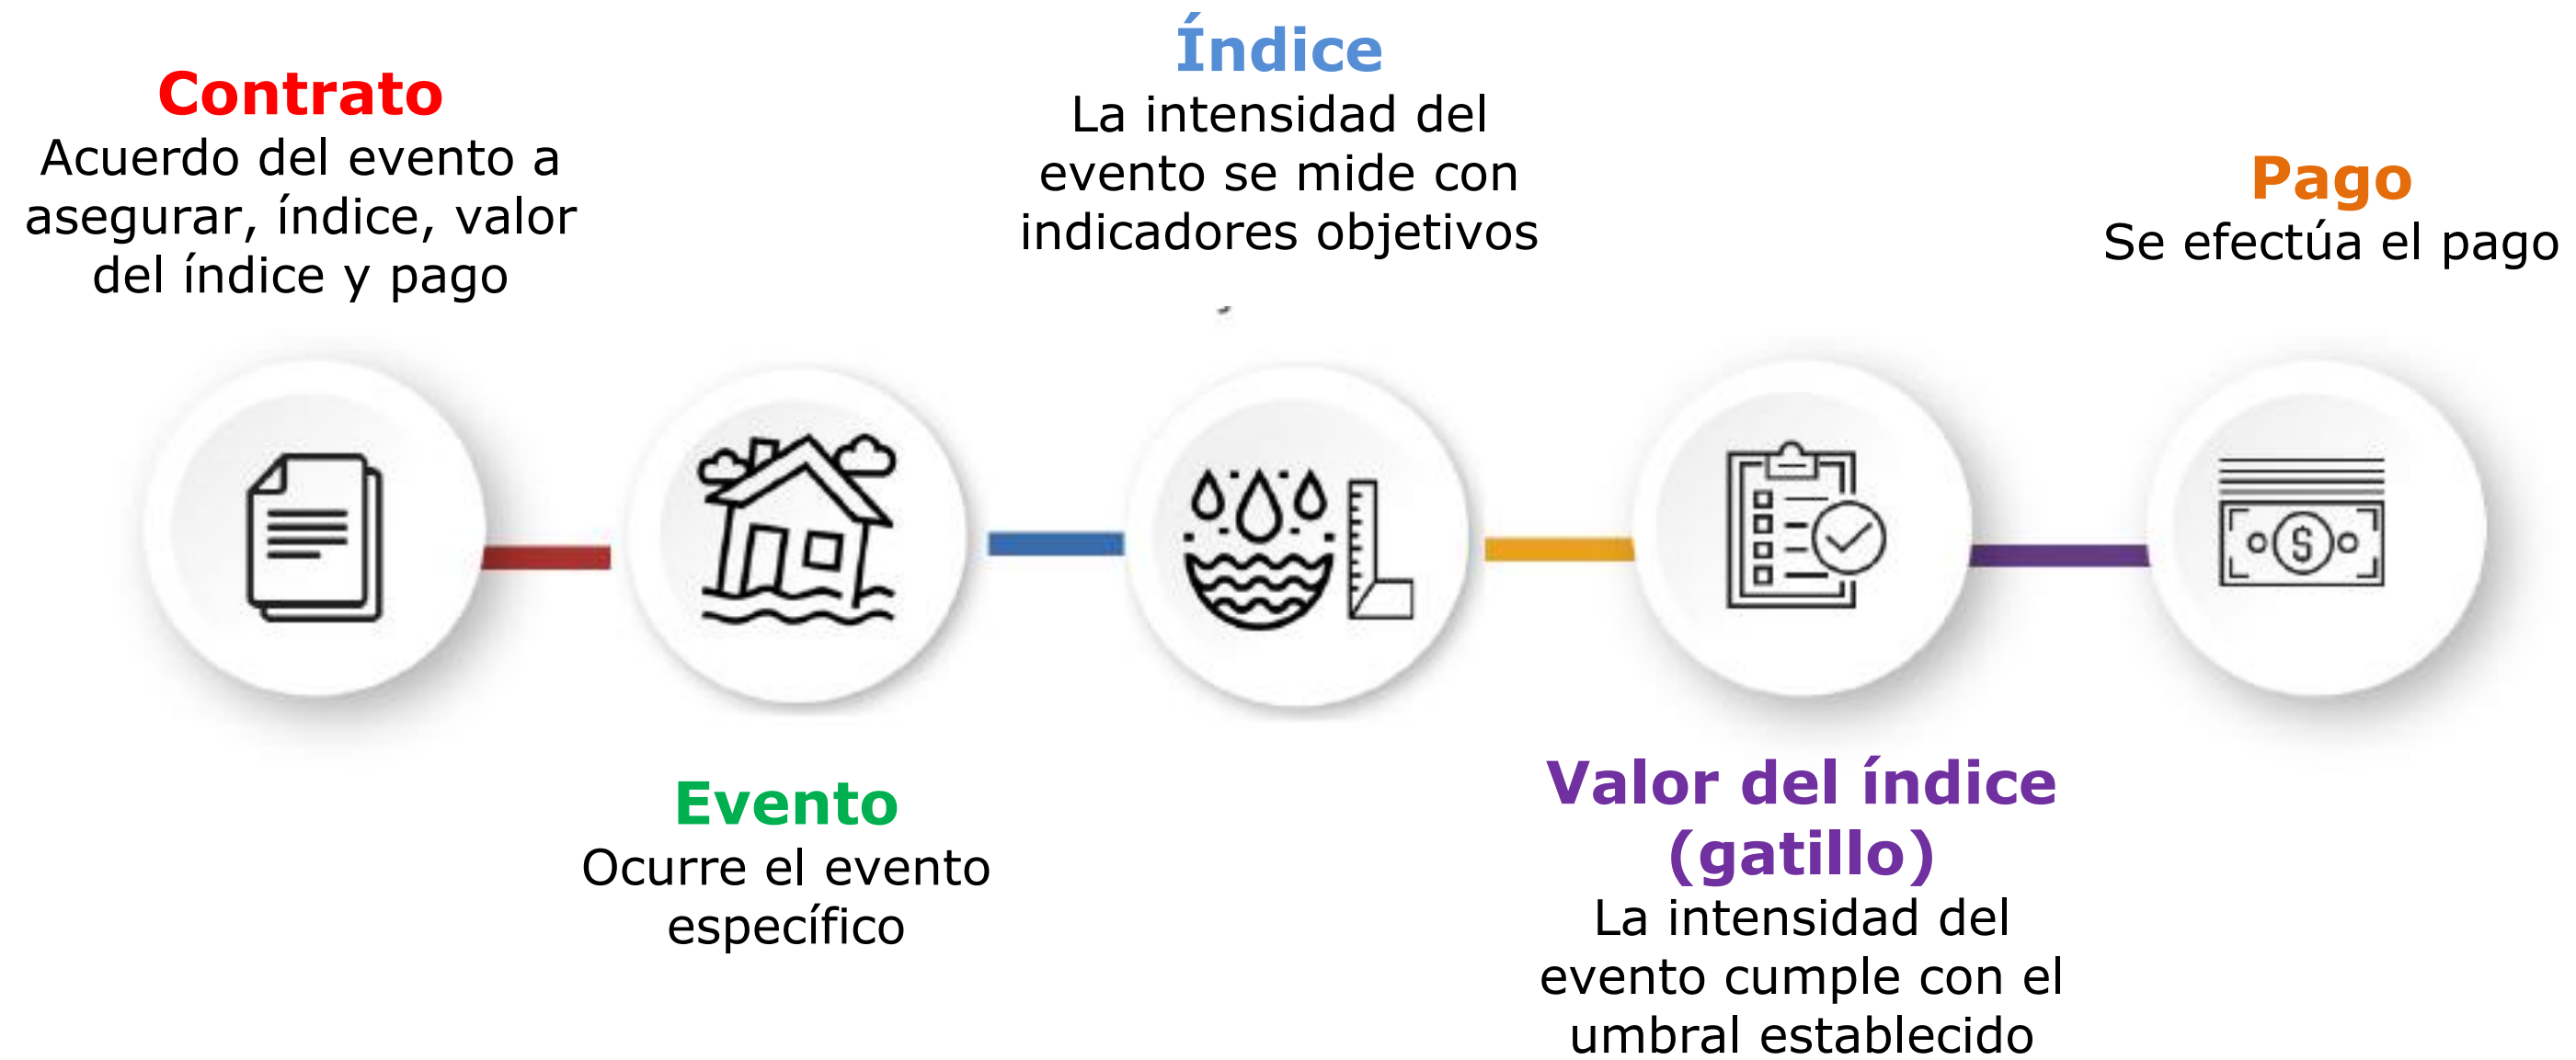 Contrato
Acuerdo del evento a
asegurar, índice, valor
del índice y pago
Evento
Ocurre el evento
específico
Índice
La intensidad del
evento se mide con
indicadores objetivos
Valor del índice
(gatillo)
La intensidad del
evento cumple con el
umbral establecido
Pago
Se efectúa el pago
$